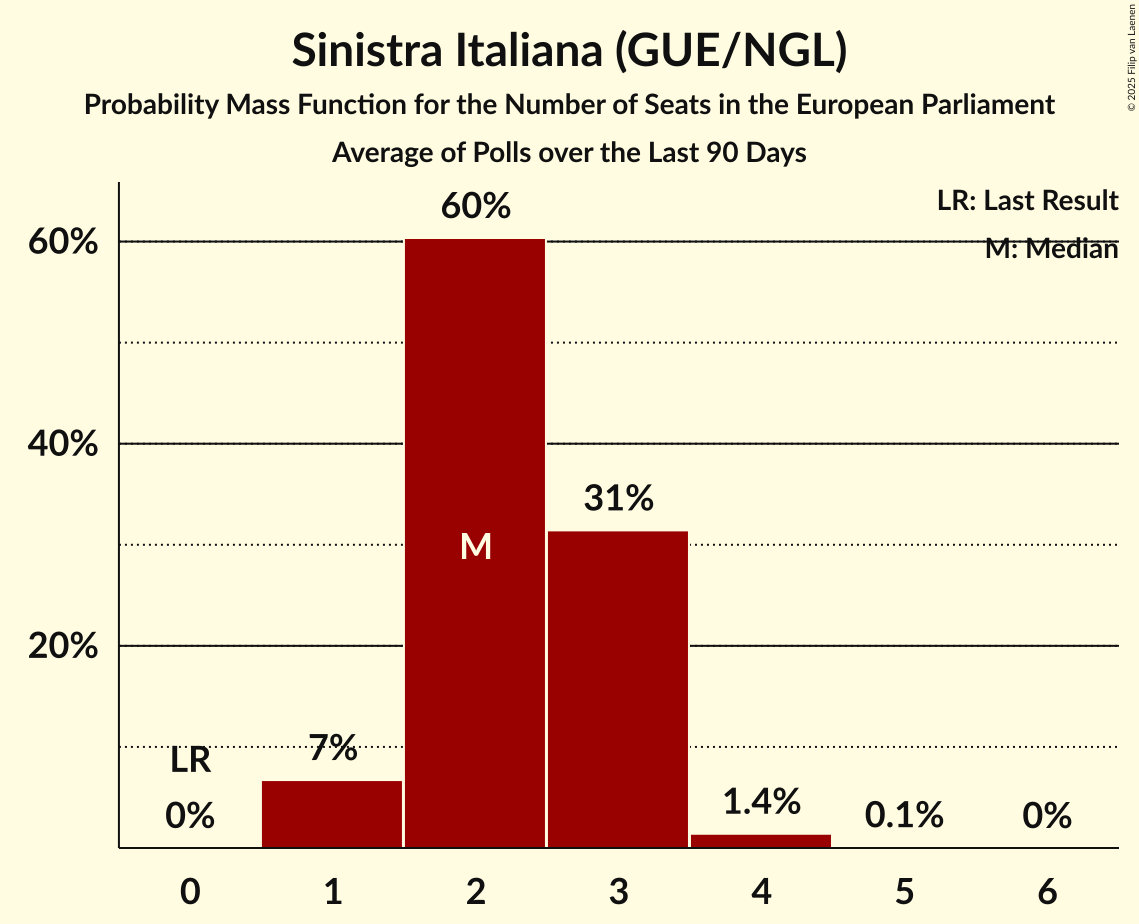 Sinistra Italiana (GUE/NGL)
Probability Mass Function for the Number of Seats in the European Parliament
Average of Polls over the Last 90 Days
© 2025 Filip van Laenen
LR: Last Result
M: Median
60%
40%
20%
60%
31%
M
LR
0%
7%
1.4%
0.1%
0%
0 1 2 3 4 5 6